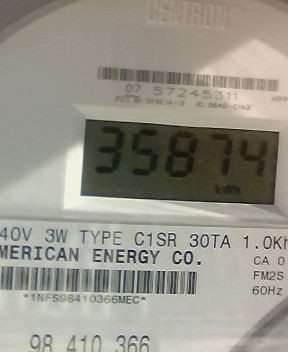 CENTRON®
07 57245311
35874
kWh
40V 3W TYPE C1SR 30TA 1.0Kh
MERICAN ENERGY CO.
CA 0
FM2S
60Hz
*1NFS98410366MEC*
98 410 366